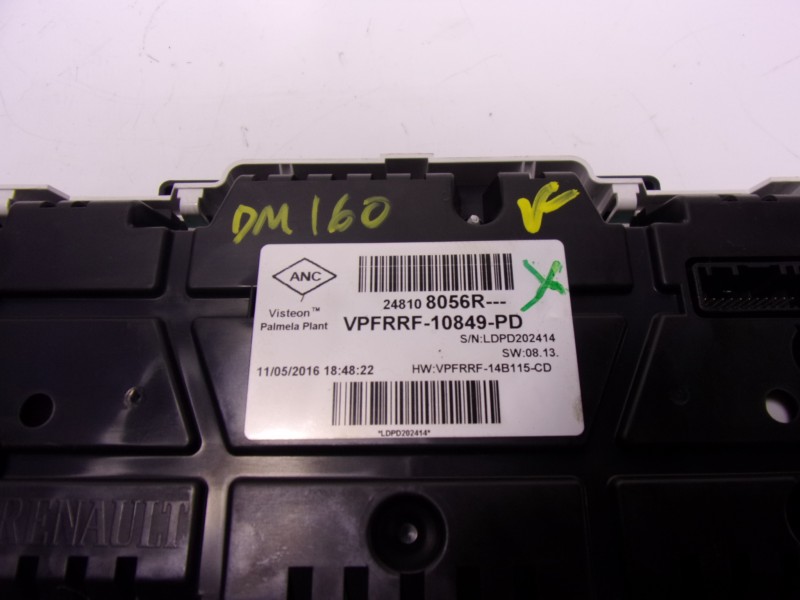 DM 160
ANC
24810 8056R---
Visteon™
Palmela Plant
VPFRRF-10849-PD
S/N:LDPD202414
SW:08.13.
11/05/2016 18:48:22
HW:VPFRRF-14B115-CD
*LDPD202414*
RENAULT